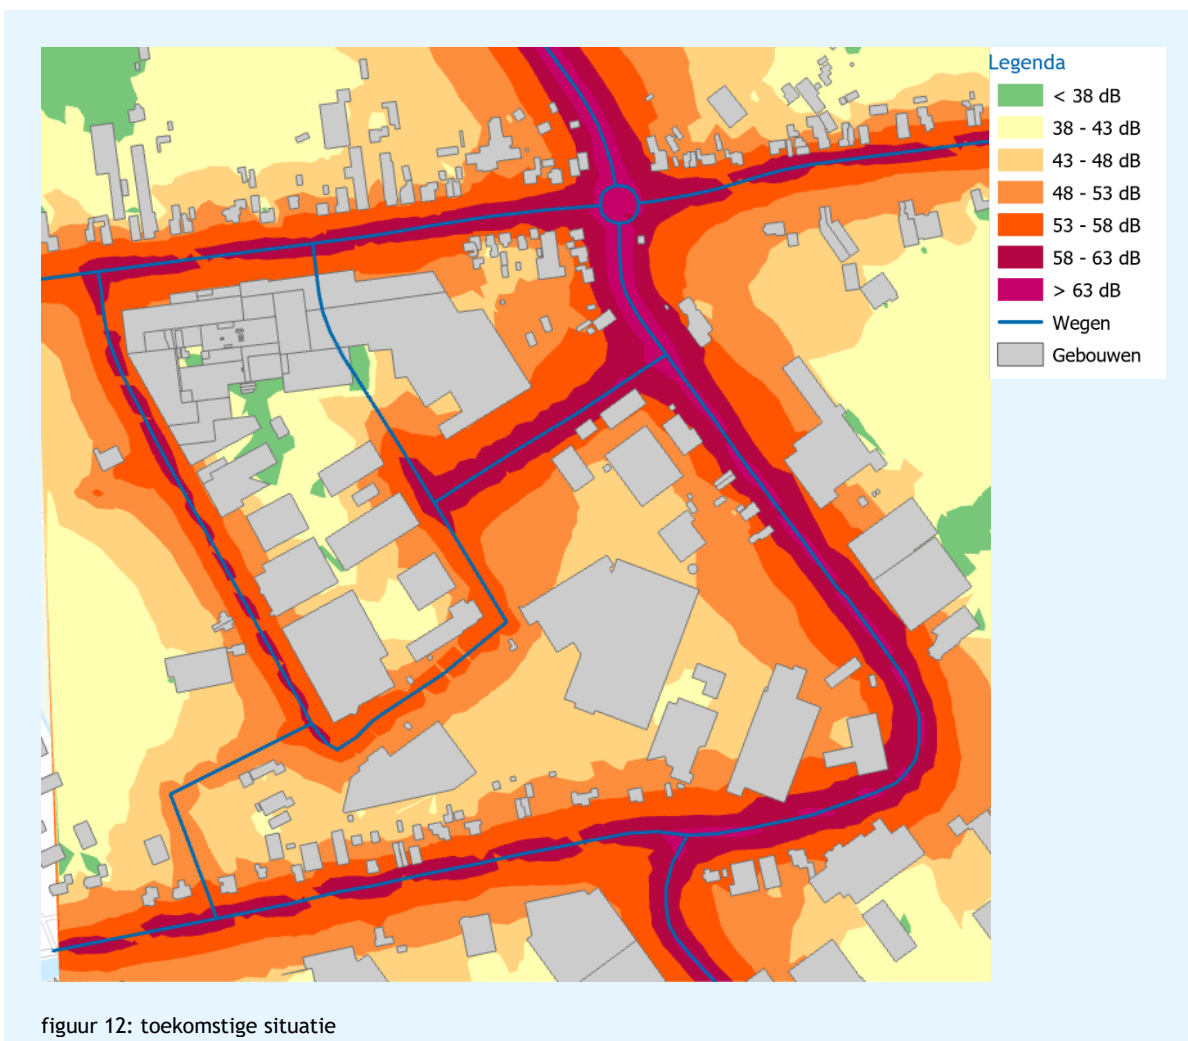 Legenda
< 38 dB
38 - 43 dB
43 - 48 dB
48 - 53 dB
53 - 58 dB
58 - 63 dB
> 63 dB
Wegen
Gebouwen
figuur 12: toekomstige situatie